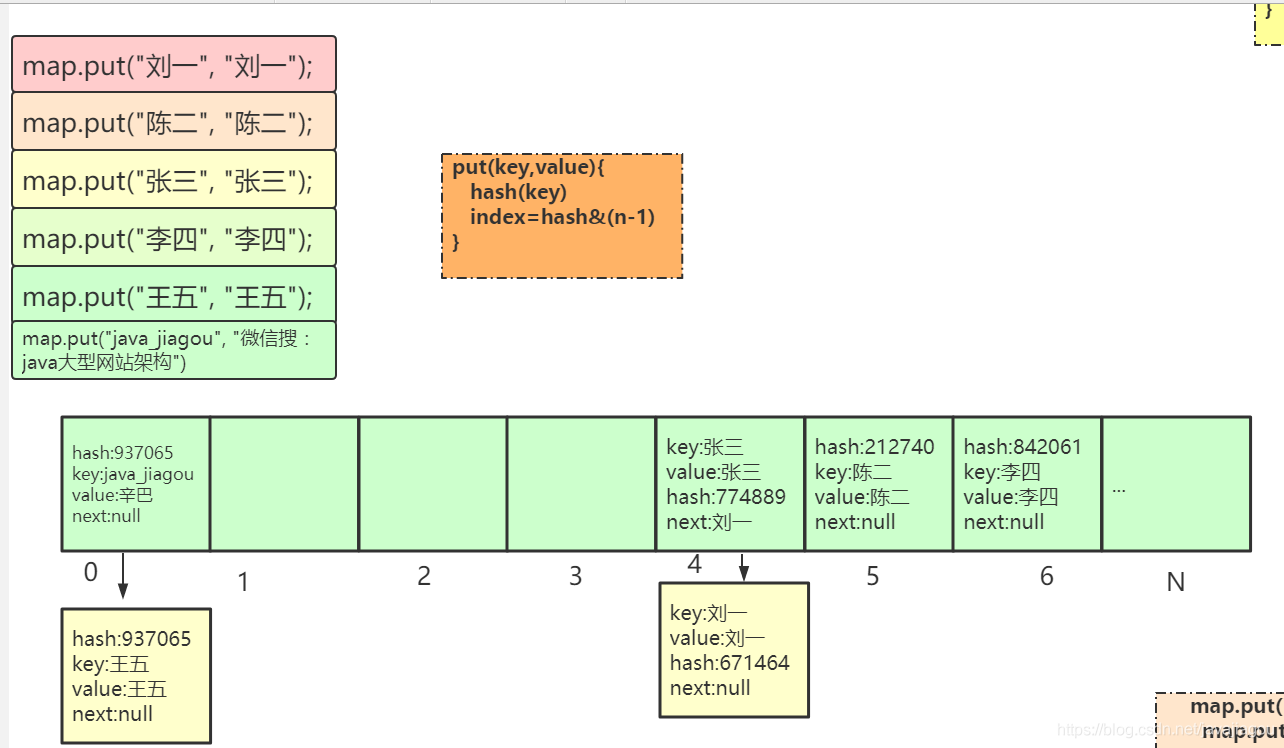 }
map.put("刘一", "刘一");
map.put("陈二", "陈二");
map.put("张三", "张三");
map.put("李四", "李四");
map.put("王五", "王五");
map.put("java_jiagou", "微信搜：
java大型网站架构")
put(key,value){
hash(key)
index=hash&(n-1)
}
hash:937065
key:java_jiagou
value:辛巴
next:null
key:张三
value:张三
hash:774889
next:刘一
hash:212740
key:陈二
value:陈二
next:null
hash:842061
key:李四
value:李四
next:null
...
0
1
2
3
4
5
6
N
hash:937065
key:王五
value:王五
next:null
key:刘一
value:刘一
hash:671464
next:null
map.put(
map.put
https://blog.csdn.net/